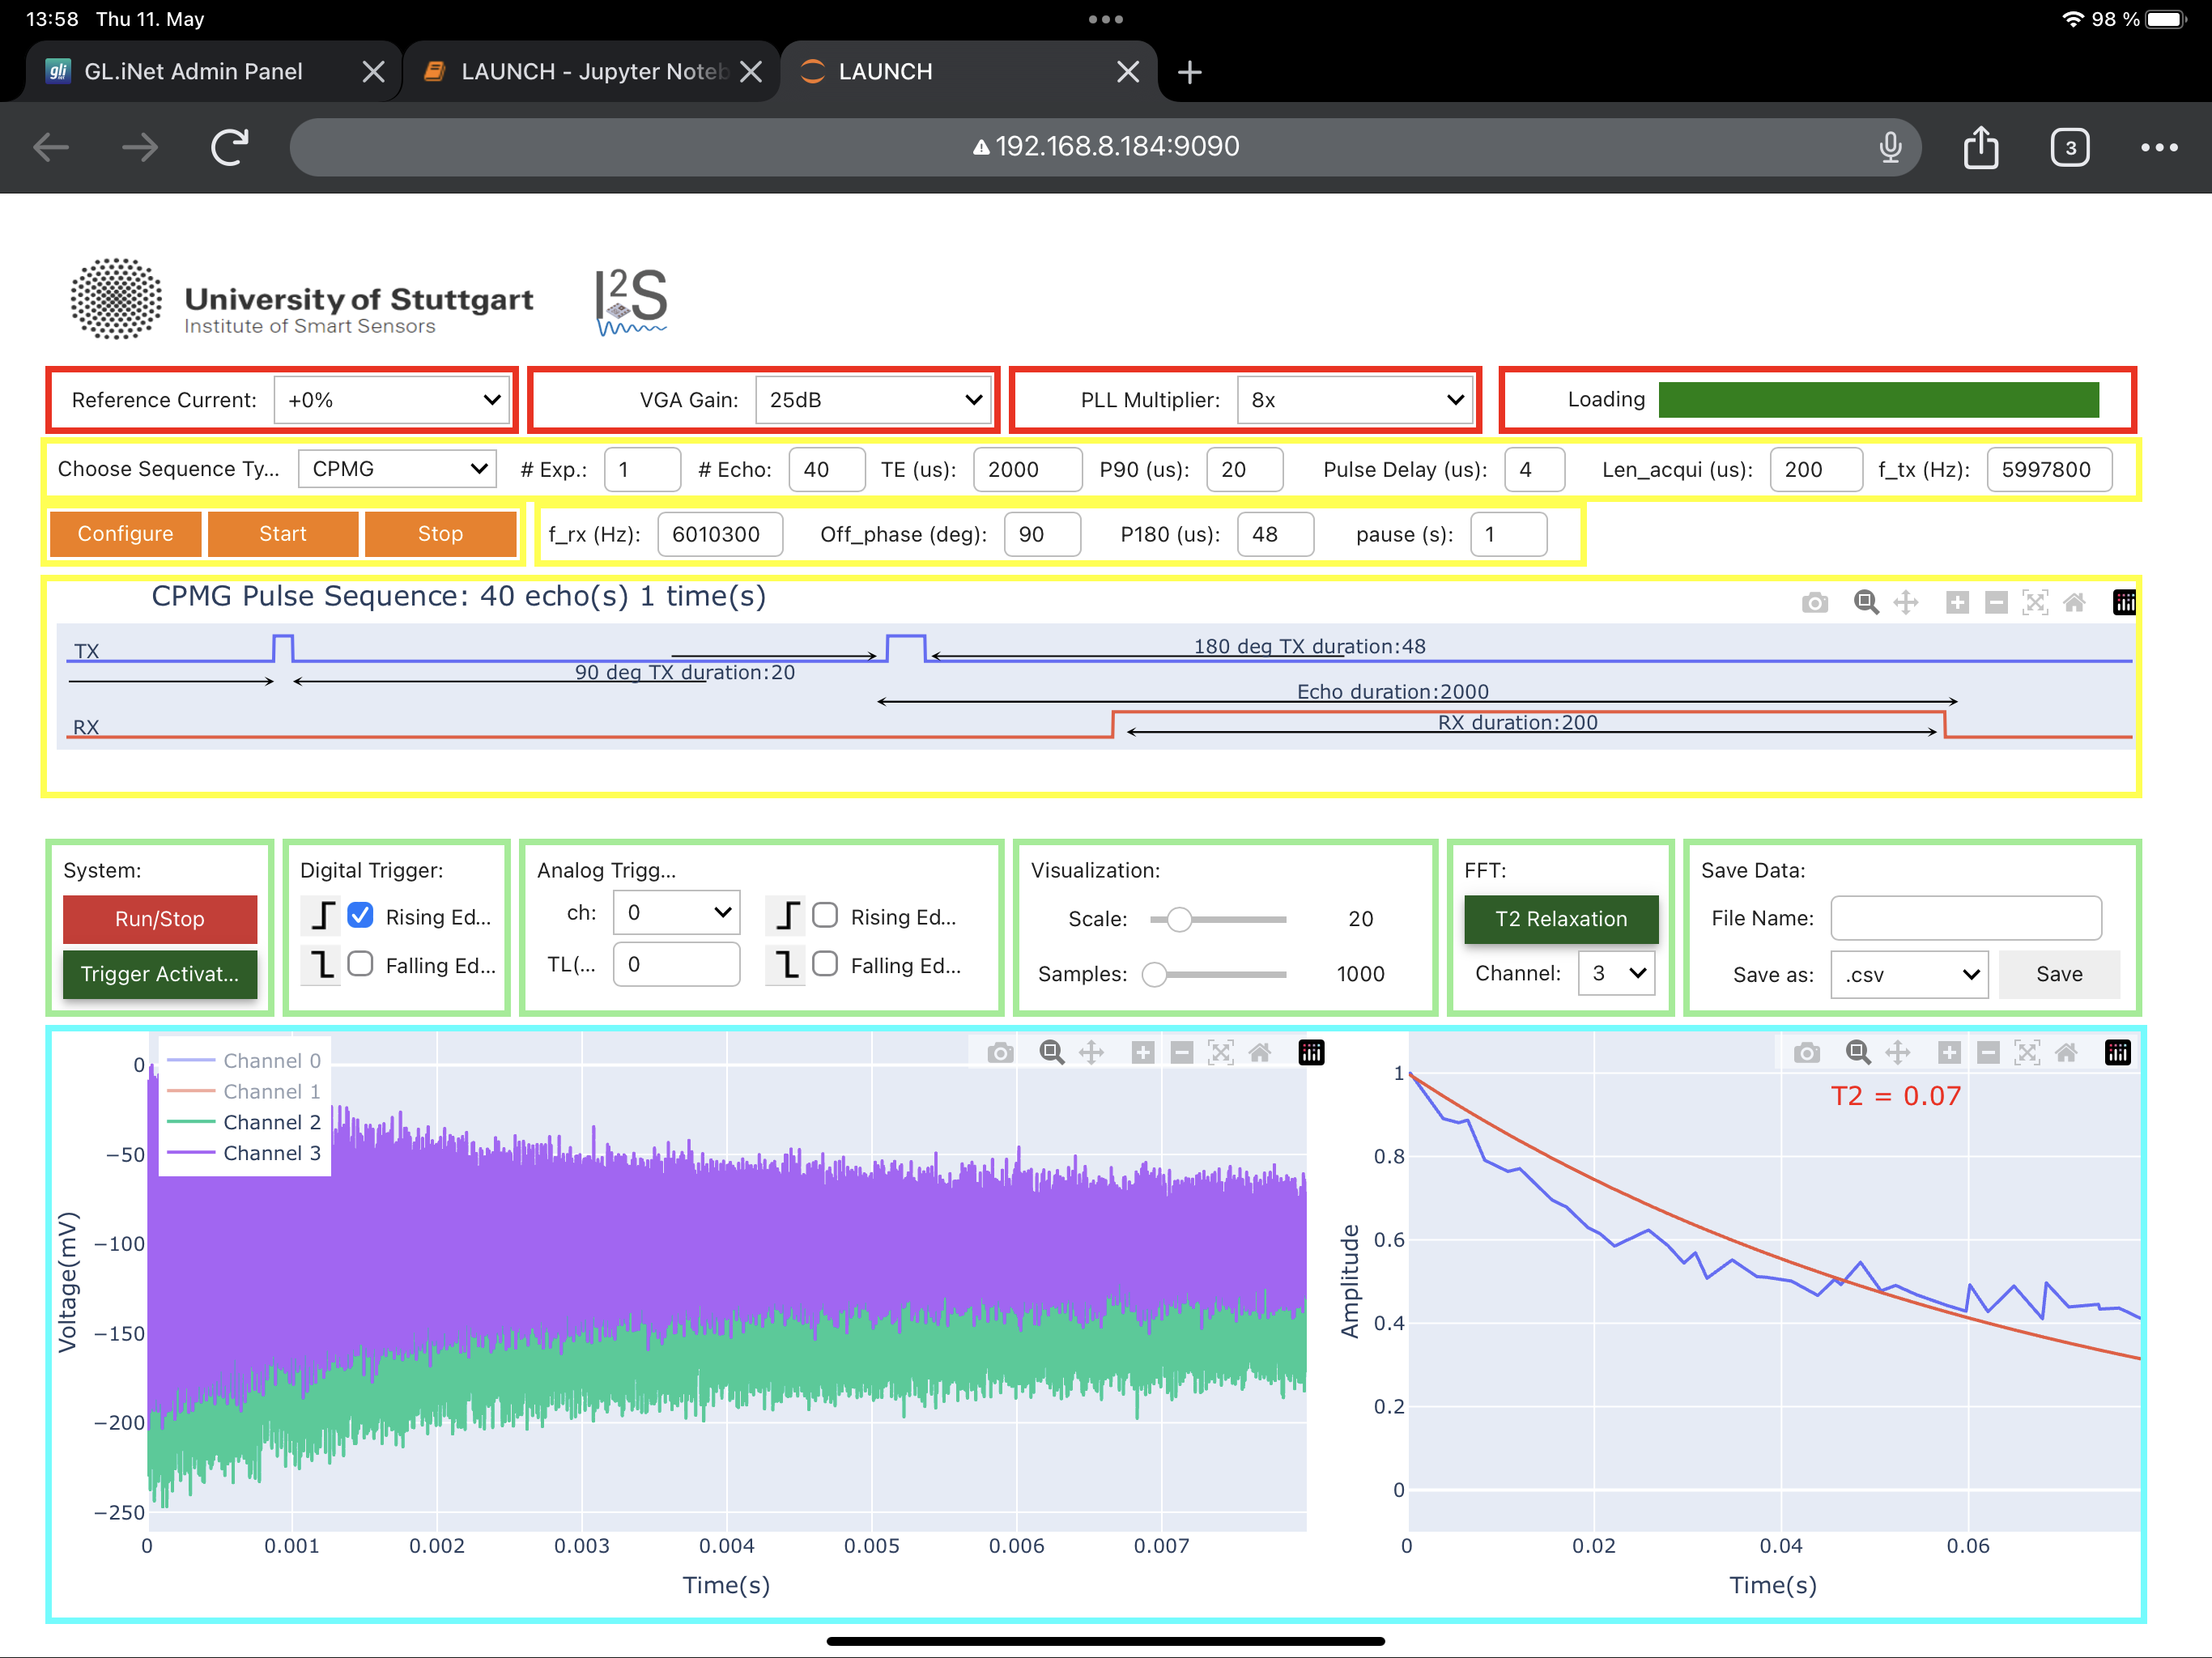 13:58 Thu 11. May
98 %
gli GL.iNet Admin Panel
LAUNCH - Jupyter Noteb
LAUNCH
192.168.8.184:9090
3
University of Stuttgart
Institute of Smart Sensors
I2S
Reference Current: +0%
VGA Gain: 25dB
PLL Multiplier: 8x
Loading
Choose Sequence Ty... CPMG # Exp.: 1 # Echo: 40 TE (us): 2000 P90 (us): 20 Pulse Delay (us): 4 Len_acqui (us): 200 f_tx (Hz): 5997800
Configure Start Stop f_rx (Hz): 6010300 Off_phase (deg): 90 P180 (us): 48 pause (s): 1
CPMG Pulse Sequence: 40 echo(s) 1 time(s)
TX
180 deg TX duration:48
90 deg TX duration:20
Echo duration:2000
RX
RX duration:200
System:
Run/Stop
Trigger Activat...
Digital Trigger:
Rising Ed...
Falling Ed...
Analog Trigg...
ch: 0 Rising Ed...
TL(... 0 Falling Ed...
Visualization:
Scale: 20
Samples: 1000
FFT:
T2 Relaxation
Channel: 3
Save Data:
File Name:
Save as: .csv Save
Channel 0
Channel 1
Channel 2
Channel 3
0
−50
−100
−150
−200
−250
Voltage(mV)
0 0.001 0.002 0.003 0.004 0.005 0.006 0.007
Time(s)
T2 = 0.07
1
0.8
0.6
0.4
0.2
0
Amplitude
0 0.02 0.04 0.06
Time(s)